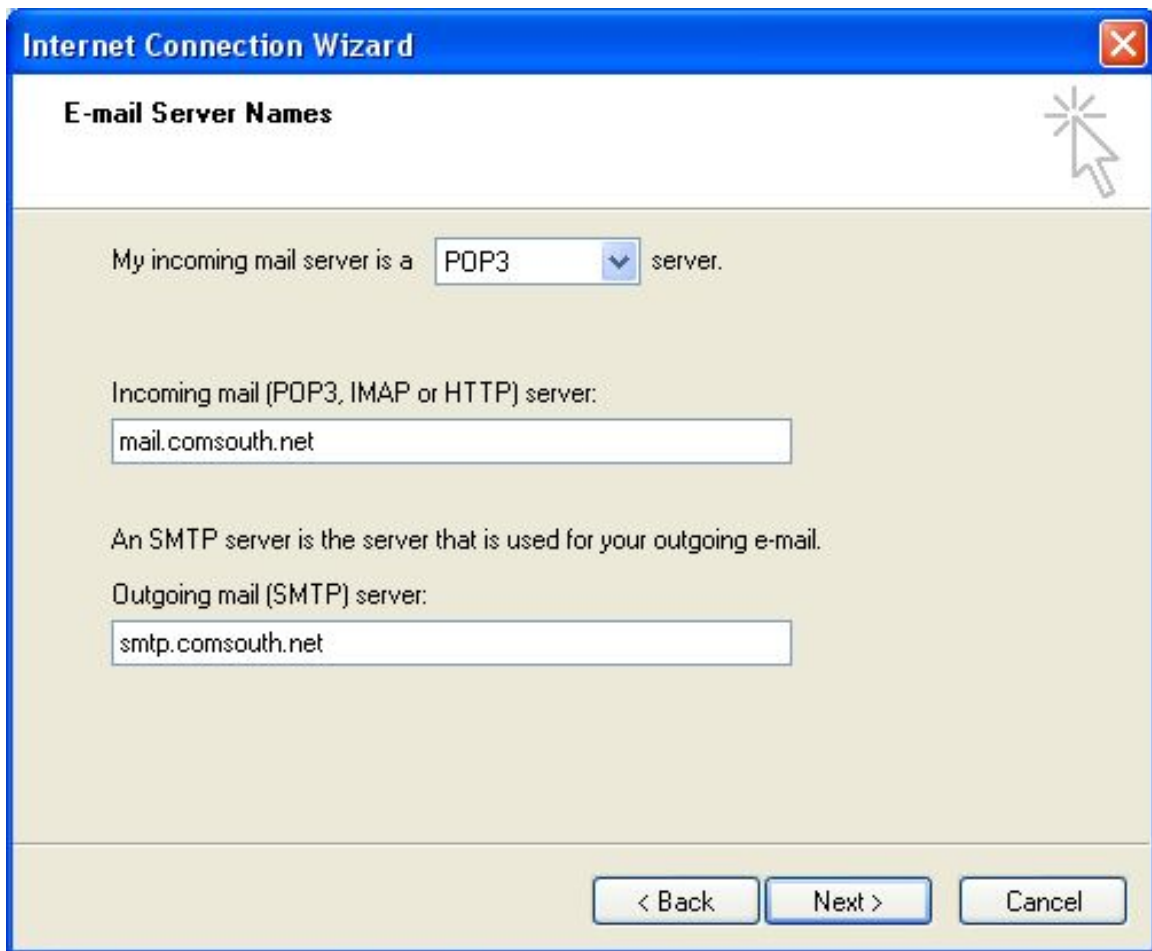 Internet Connection Wizard
E-mail Server Names
My incoming mail server is a POP3 server.
Incoming mail (POP3, IMAP or HTTP) server:
mail.comsouth.net
An SMTP server is the server that is used for your outgoing e-mail.
Outgoing mail (SMTP) server:
smtp.comsouth.net
< Back Next > Cancel